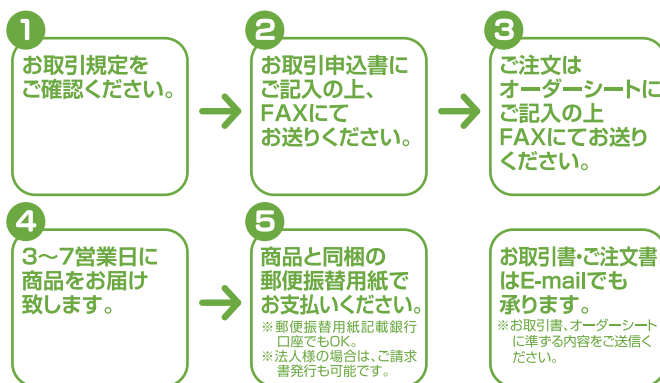 1
お取引規定を
ご確認ください。
2
お取引申込書に
ご記入の上、
FAXにて
お送りください。
3
ご注文は
オーダーシートに
ご記入の上
FAXにてお送り
ください。
4
3〜7営業日に
商品をお届け
致します。
5
商品と同梱の
郵便振替用紙で
お支払いください。
※郵便振替用紙記載銀行
口座でもOK。
※法人様の場合は、ご請求
書発行も可能です。
お取引書・ご注文書
はE-mailでも
承ります。
※お取引書、オーダーシート
に準ずる内容をご送信く
ださい。